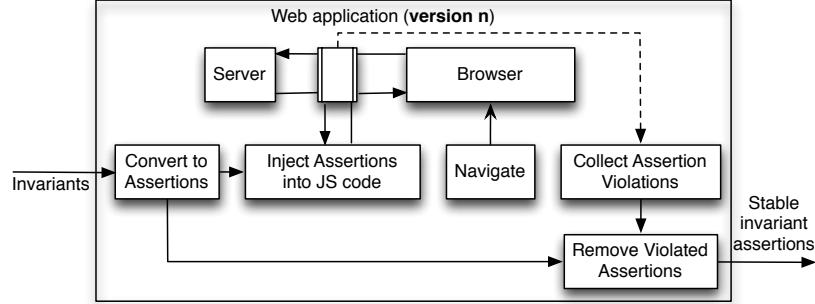 Web application (version n)
Server
Browser
Convert to
Assertions
Inject Assertions
into JS code
Navigate
Collect Assertion
Violations
Invariants
Stable
invariant
assertions
Remove Violated
Assertions